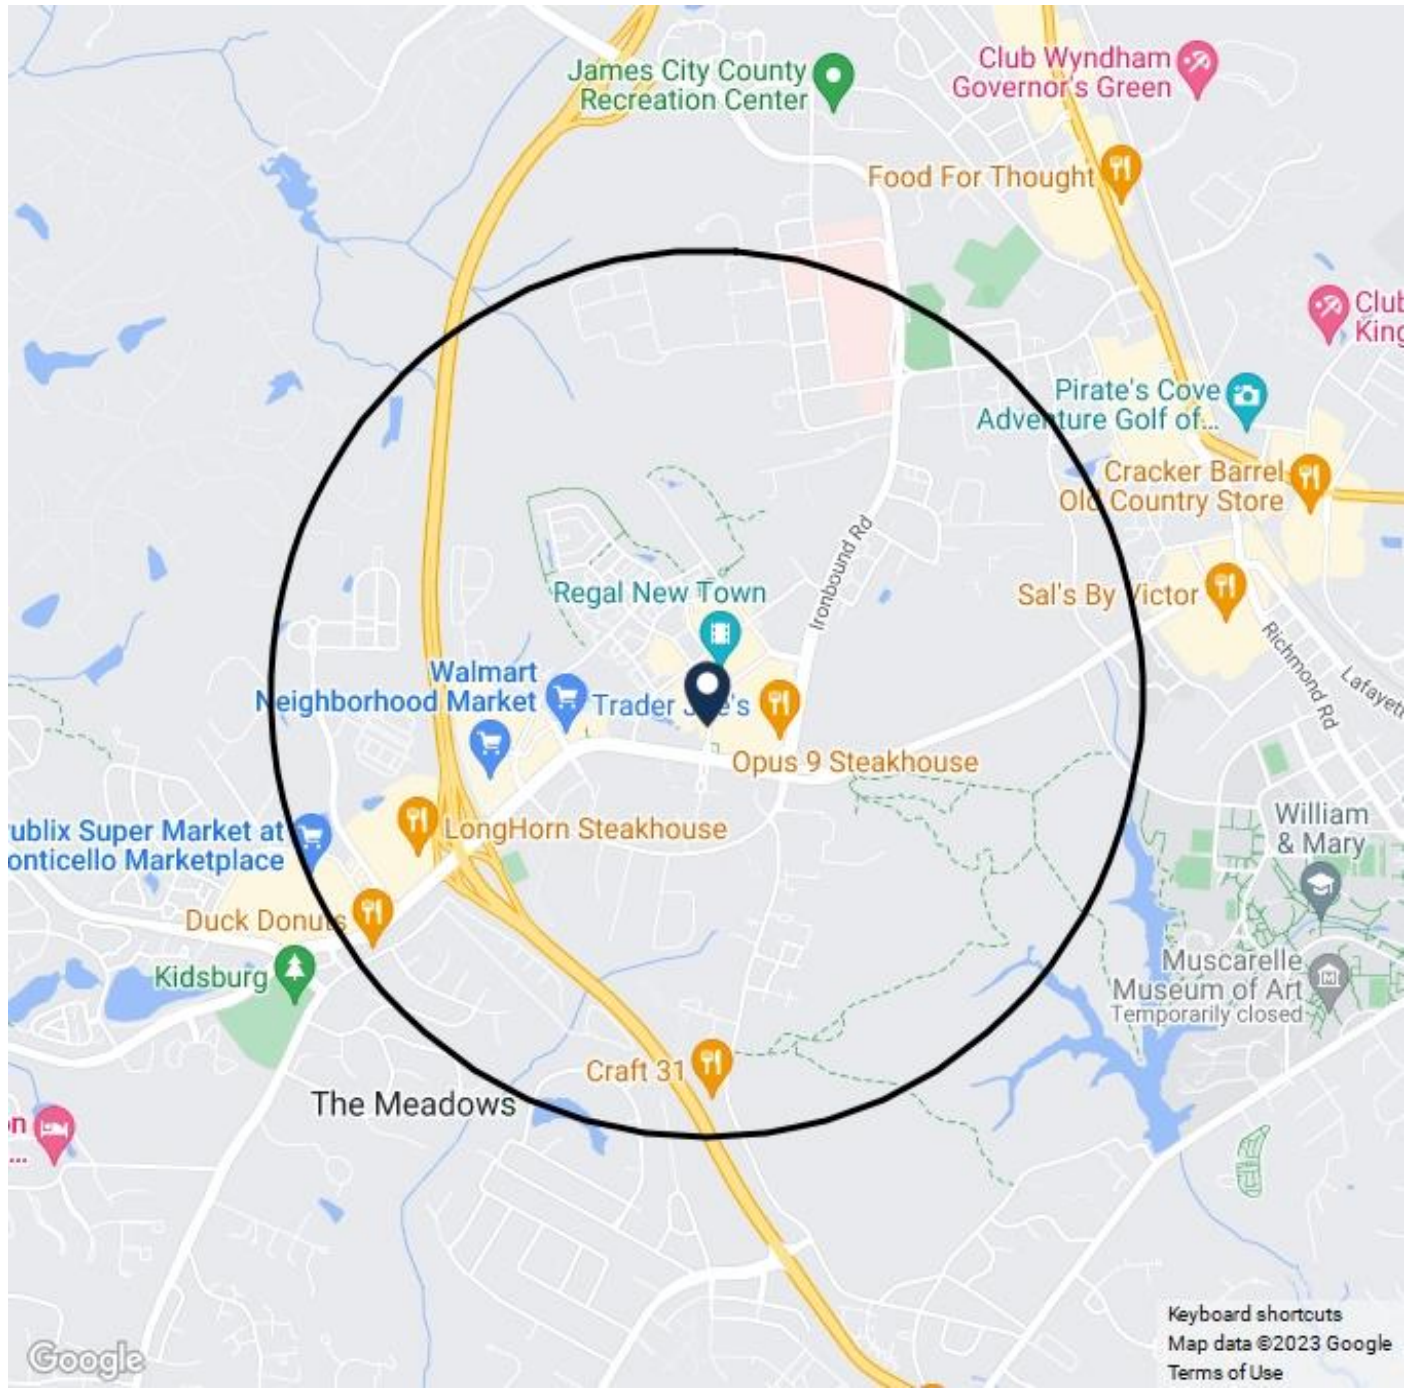 James City County
Recreation Center
Club Wyndham
Governor's Green
Food For Thought
Club
King
Pirate's Cove
Adventure Golf of...
Cracker Barrel
Old Country Store
Ironbound Rd
Regal New Town
Sal's By Victor
Richmond Rd
Lafayett
Walmart
Neighborhood Market
Trader Joe's
Opus 9 Steakhouse
ublix Super Market at
onticello Marketplace
LongHorn Steakhouse
William
& Mary
Duck Donuts
Kidsburg
Muscarelle
Museum of Art
Temporarily closed
Craft 31
The Meadows
n
...
Keyboard shortcuts
Map data ©2023 Google
Terms of Use
Google